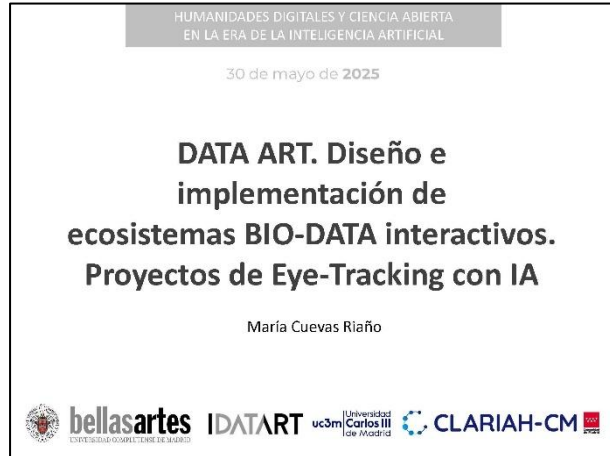 HUMANIDADES DIGITALES Y CIENCIA ABIERTA
EN LA ERA DE LA INTELIGENCIA ARTIFICIAL
30 de mayo de 2025
DATA ART. Diseño e
implementación de
ecosistemas BIO-DATA interactivos.
Proyectos de Eye-Tracking con IA
María Cuevas Riaño
bellasartes
UNIVERSIDAD COMPLUTENSE DE MADRID
IDATART
uc3m
Universidad
Carlos III
de Madrid
CLARIAH-CM